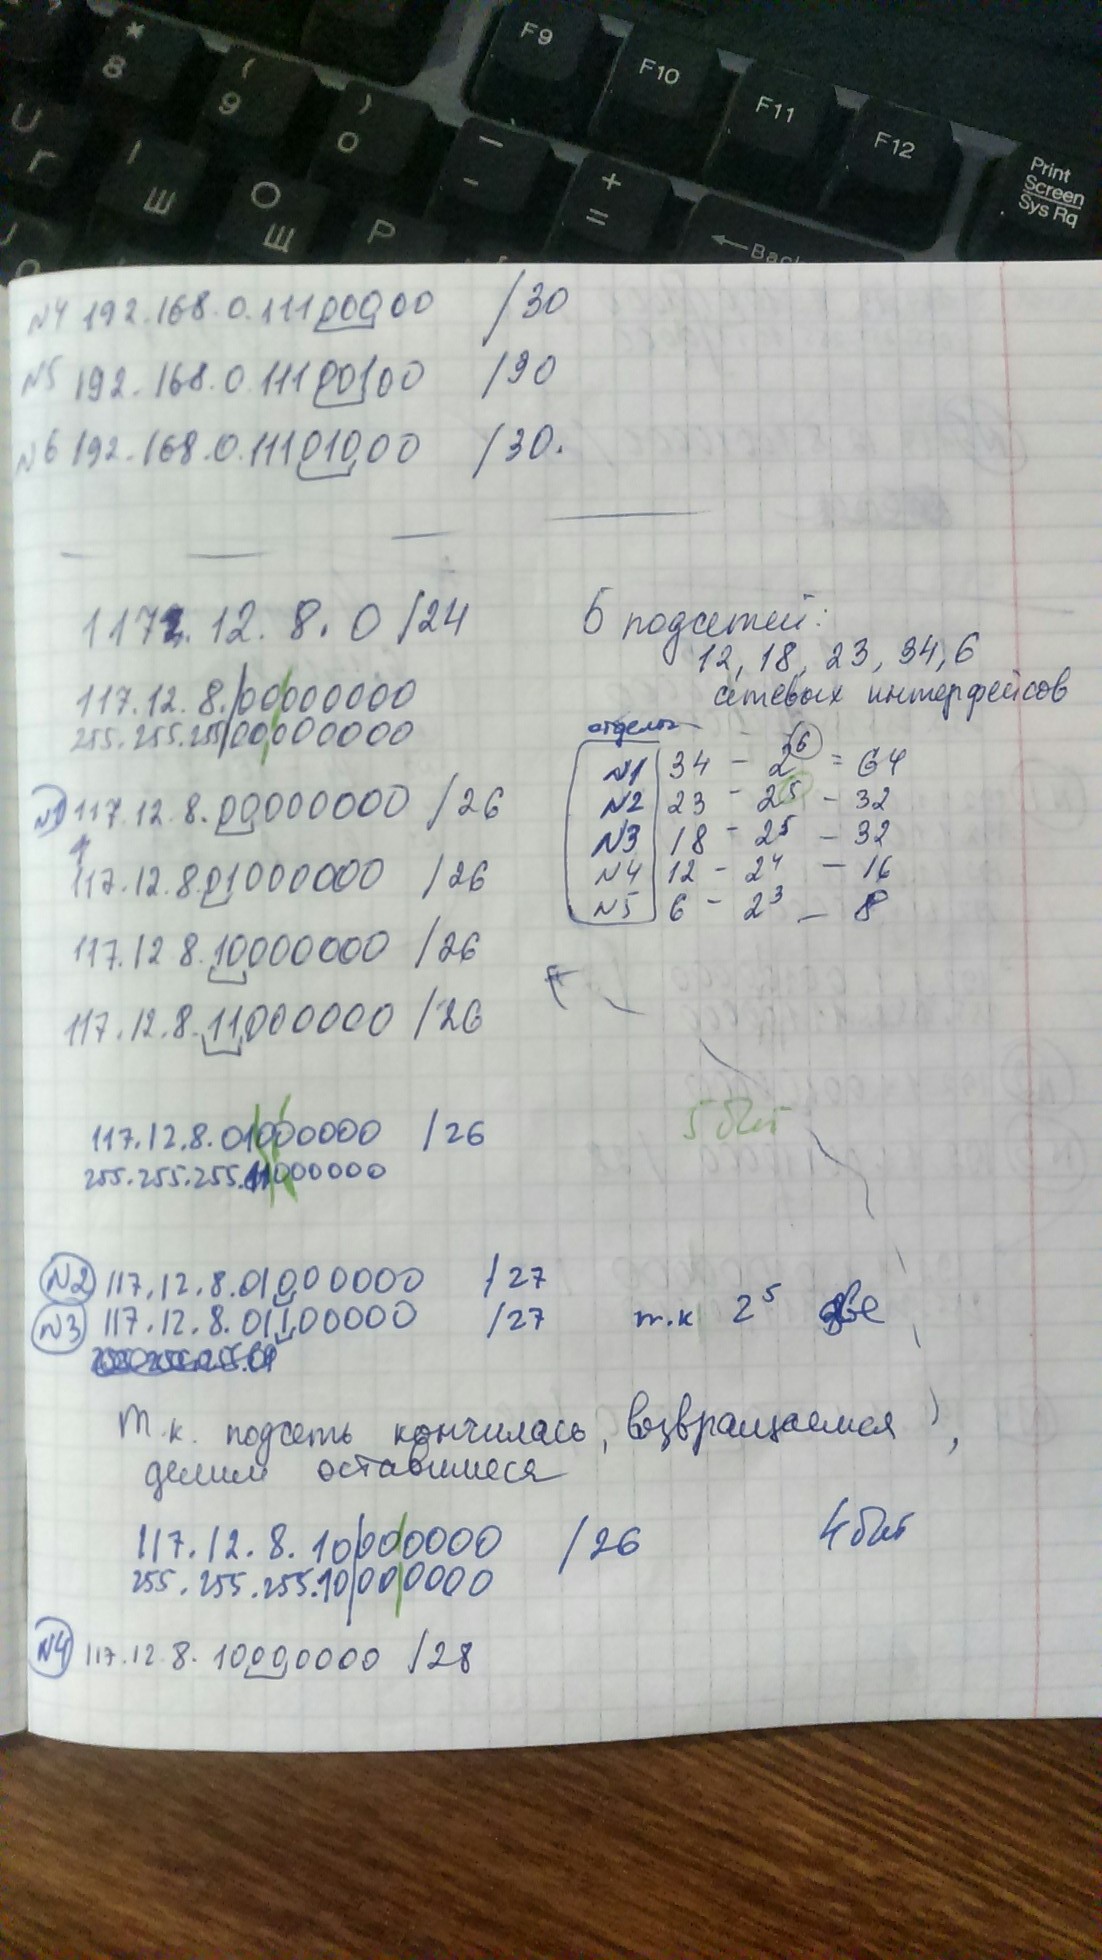 F9
F10
F11
F12
Print
Screen
Sys Rq
*
8
(
9
)
0
—
-
+
=
U
Г
I
Ш
O
Щ
P
←Back
N4 192.168.0.11100000 /30
N5 192.168.0.11100100 /30
N6 192.168.0.11101000 /30.
117.12.8.0 /24
5 подсетей:
12, 18, 23, 34, 6
сетевых интерфейсов
117.12.8.00000000
255.255.255.00000000
отделы
N1 34 - 2^6 = 64
N2 23 - 2^5 - 32
N3 18 - 2^5 - 32
N4 12 - 2^4 - 16
N5 6 - 2^3 - 8
N1 117.12.8.00000000 /26
117.12.8.01000000 /26
117.12.8.10000000 /26
117.12.8.11000000 /26
5 бит
117.12.8.01000000 /26
255.255.255.11000000
N2 117.12.8.01000000 /27
N3 117.12.8.01100000 /27 т.к 2^5 две
Т.к. подсеть кончилась, возвращаемся,
делим оставшиеся
117.12.8.10000000 /26 4 бит
255.255.255.10000000
N4 117.12.8.10000000 /28